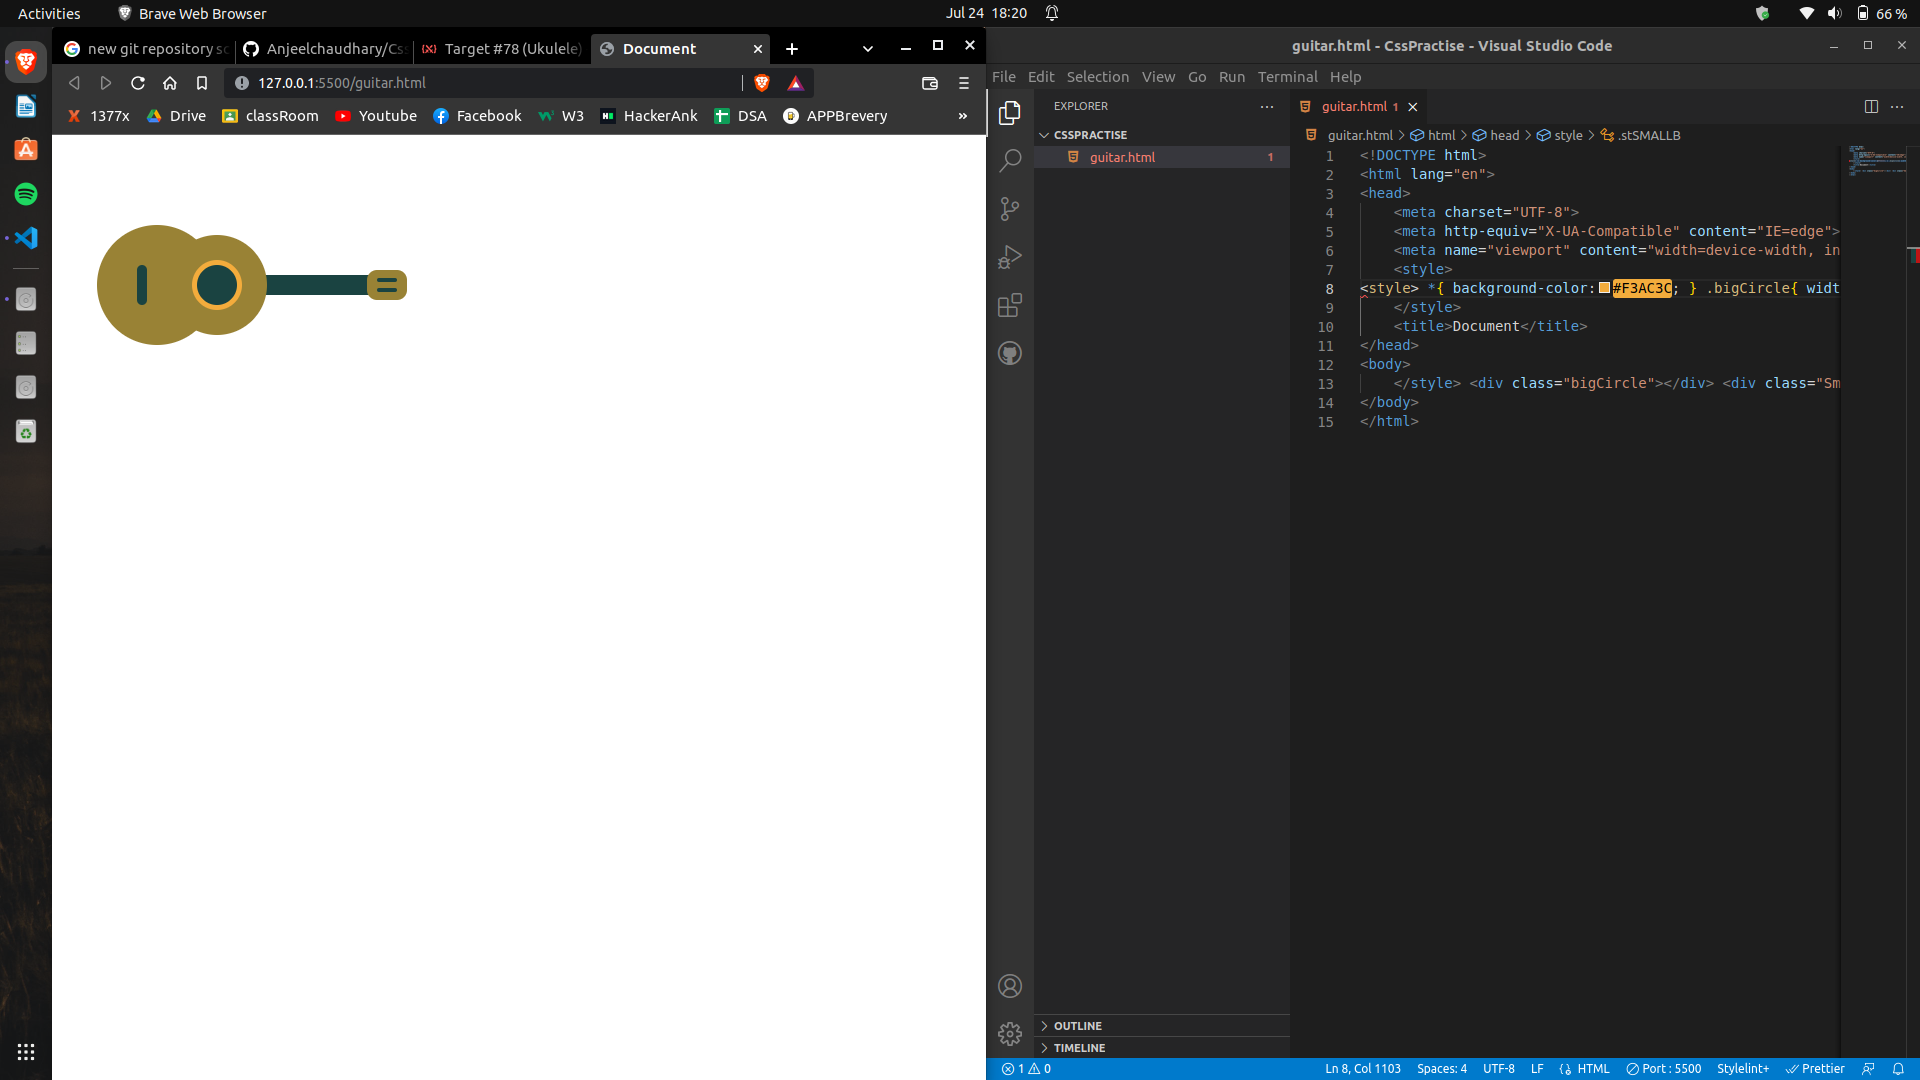 Activities
Brave Web Browser
Jul 24 18:20
66 %
new git repository sc
Anjeelchaudhary/Css
Target #78 (Ukulele)
Document
127.0.0.1:5500/guitar.html
1377x
Drive
classRoom
Youtube
Facebook
W3
HackerAnk
DSA
APPBrevery
»
guitar.html - CssPractise - Visual Studio Code
File Edit Selection View Go Run Terminal Help
EXPLORER
CSSPRACTISE
guitar.html 1
OUTLINE
TIMELINE
guitar.html 1
guitar.html > html > head > style > .stSMALLB
1 <!DOCTYPE html>
2 <html lang="en">
3 <head>
4 <meta charset="UTF-8">
5 <meta http-equiv="X-UA-Compatible" content="IE=edge">
6 <meta name="viewport" content="width=device-width, in
7 <style>
8 <style> *{ background-color: #F3AC3C; } .bigCircle{ widt
9 </style>
10 <title>Document</title>
11 </head>
12 <body>
13 </style> <div class="bigCircle"></div> <div class="Sm
14 </body>
15 </html>
1 0
Ln 8, Col 1103
Spaces: 4
UTF-8
LF
HTML
Port : 5500
Stylelint+
Prettier